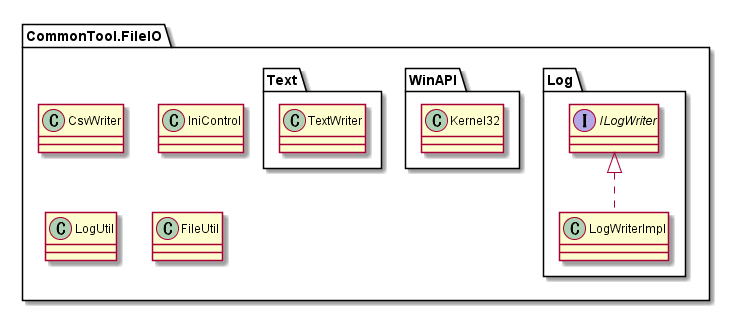 CommonTool.FileIO
Text
WinAPI
Log
C CsvWriter
C IniControl
C TextWriter
C Kernel32
I ILogWriter
C LogUtil
C FileUtil
C LogWriterImpl